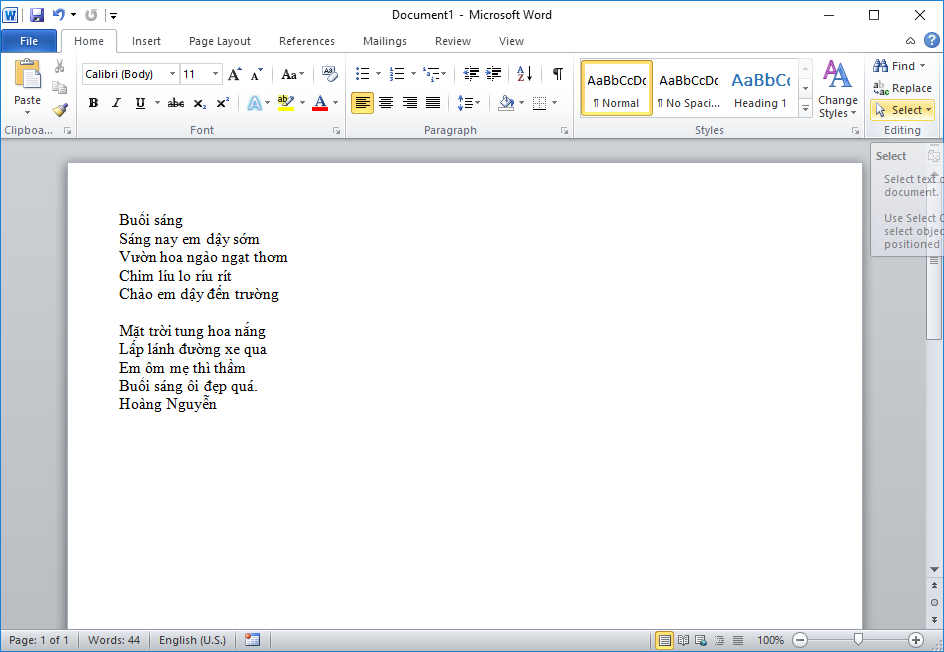 Document1 - Microsoft Word
File Home Insert Page Layout References Mailings Review View
Paste
Calibri (Body) 11
AaBbCcDc AaBbCcDc AaBbCc
¶ Normal ¶ No Spaci... Heading 1
Change Styles
Find
Replace
Select
Clipboa... Font Paragraph Styles Editing
Select
Select text o
document.
Use Select O
select objec
positioned
Buổi sáng
Sáng nay em dậy sớm
Vườn hoa ngào ngạt thơm
Chim líu lo ríu rít
Chào em dậy đến trường
Mặt trời tung hoa nắng
Lấp lánh đường xe qua
Em ôm mẹ thì thầm
Buổi sáng ôi đẹp quá.
Hoàng Nguyễn
Page: 1 of 1 Words: 44 English (U.S.) 100%